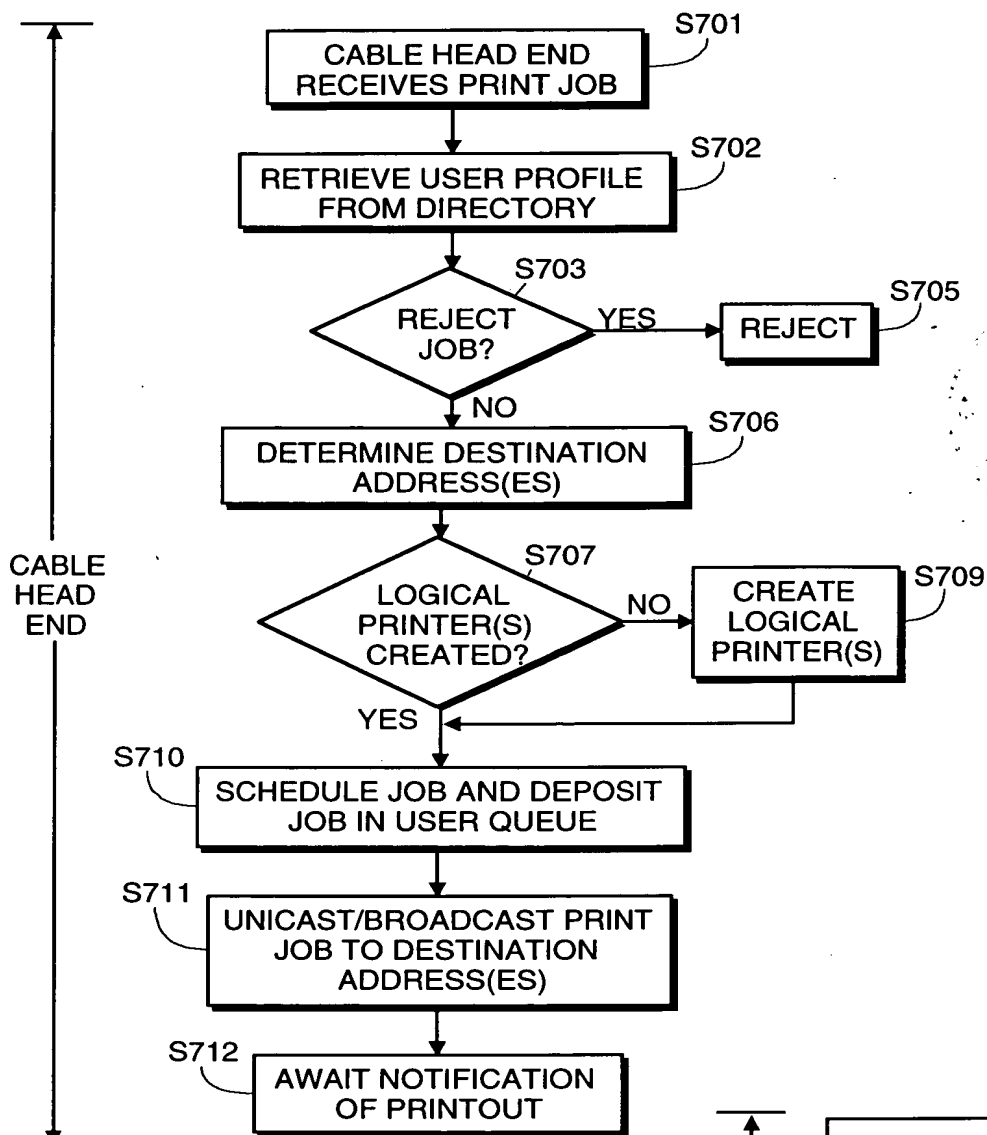 S701
CABLE HEAD END
RECEIVES PRINT JOB
S702
RETRIEVE USER PROFILE
FROM DIRECTORY
S703
REJECT
JOB?
YES
S705
REJECT
NO
S706
DETERMINE DESTINATION
ADDRESS(ES)
CABLE
HEAD
END
S707
LOGICAL
PRINTER(S)
CREATED?
NO
S709
CREATE
LOGICAL
PRINTER(S)
YES
S710
SCHEDULE JOB AND DEPOSIT
JOB IN USER QUEUE
S711
UNICAST/BROADCAST PRINT
JOB TO DESTINATION
ADDRESS(ES)
S712
AWAIT NOTIFICATION
OF PRINTOUT